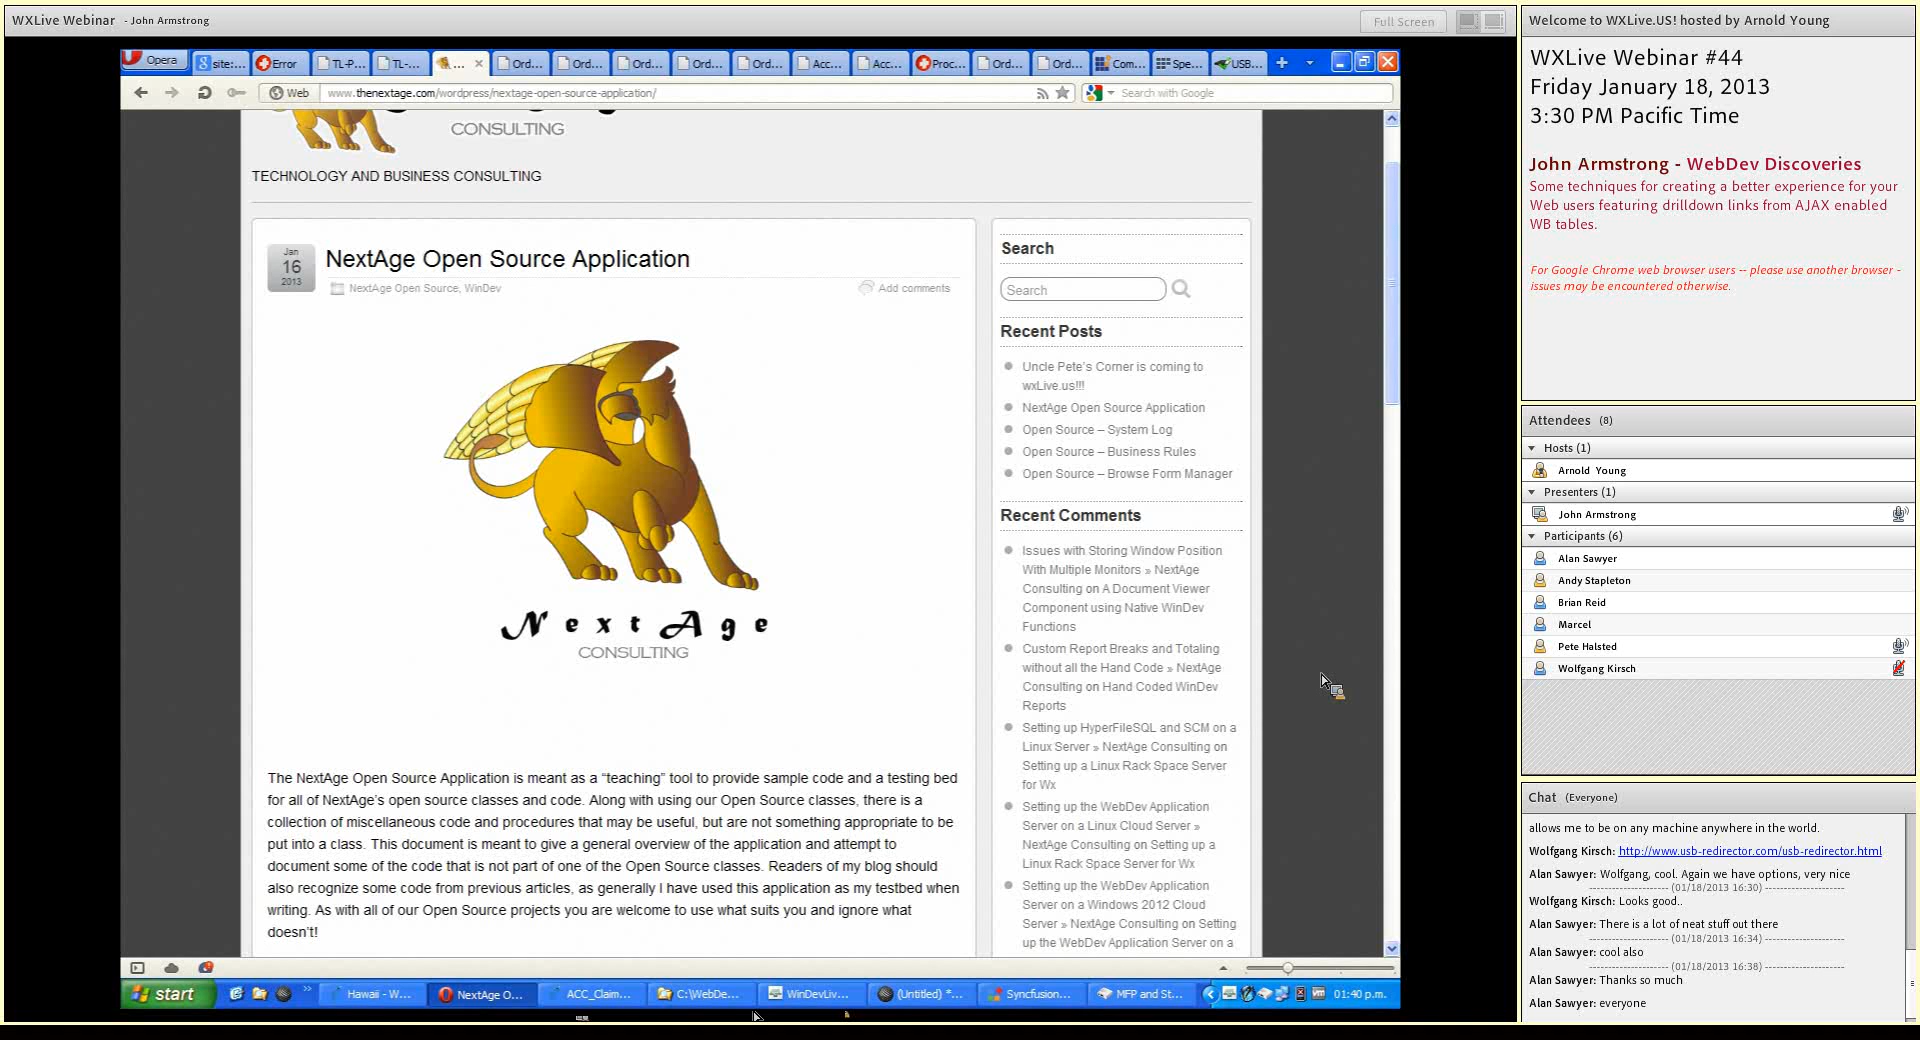 WXLive Webinar - John Armstrong
Full Screen
Opera
site:...
Error
TL-P...
TL-...
...
Ord...
Ord...
Ord...
Ord...
Ord...
Acc...
Acc...
Proc...
Ord...
Ord...
Com...
Spe...
USB...
Web
www.thenextage.com/wordpress/nextage-open-source-application/
Search with Google
CONSULTING
TECHNOLOGY AND BUSINESS CONSULTING
Jan
16
2013
NextAge Open Source Application
NextAge Open Source, WinDev
Add comments
NextAge
CONSULTING
The NextAge Open Source Application is meant as a “teaching” tool to provide sample code and a testing bed
for all of NextAge’s open source classes and code. Along with using our Open Source classes, there is a
collection of miscellaneous code and procedures that may be useful, but are not something appropriate to be
put into a class. This document is meant to give a general overview of the application and attempt to
document some of the code that is not part of one of the Open Source classes. Readers of my blog should
also recognize some code from previous articles, as generally I have used this application as my testbed when
writing. As with all of our Open Source projects you are welcome to use what suits you and ignore what
doesn’t!
Search
Search
Recent Posts
Uncle Pete’s Corner is coming to
wxLive.us!!!
NextAge Open Source Application
Open Source – System Log
Open Source – Business Rules
Open Source – Browse Form Manager
Recent Comments
Issues with Storing Window Position
With Multiple Monitors » NextAge
Consulting on A Document Viewer
Component using Native WinDev
Functions
Custom Report Breaks and Totaling
without all the Hand Code » NextAge
Consulting on Hand Coded WinDev
Reports
Setting up HyperFileSQL and SCM on a
Linux Server » NextAge Consulting on
Setting up a Linux Rack Space Server
for Wx
Setting up the WebDev Application
Server on a Linux Cloud Server »
NextAge Consulting on Setting up a
Linux Rack Space Server for Wx
Setting up the WebDev Application
Server on a Windows 2012 Cloud
Server » NextAge Consulting on Setting
up the WebDev Application Server on a
start
Hawaii - W...
NextAge O...
ACC_Claim...
C:\WebDe...
WinDevLiv...
(Untitled) *...
Syncfusion...
MFP and St...
01:40 p.m.
Welcome to WXLive.US! hosted by Arnold Young
WXLive Webinar #44
Friday January 18, 2013
3:30 PM Pacific Time
John Armstrong - WebDev Discoveries
Some techniques for creating a better experience for your
Web users featuring drilldown links from AJAX enabled
WB tables.
For Google Chrome web browser users -- please use another browser -
issues may be encountered otherwise.
Attendees (8)
Hosts (1)
Arnold Young
Presenters (1)
John Armstrong
Participants (6)
Alan Sawyer
Andy Stapleton
Brian Reid
Marcel
Pete Halsted
Wolfgang Kirsch
Chat (Everyone)
allows me to be on any machine anywhere in the world.
Wolfgang Kirsch: http://www.usb-redirector.com/usb-redirector.html
Alan Sawyer: Wolfgang, cool. Again we have options, very nice
-------------------- (01/18/2013 16:30) --------------------
Wolfgang Kirsch: Looks good..
Alan Sawyer: There is a lot of neat stuff out there
-------------------- (01/18/2013 16:34) --------------------
Alan Sawyer: cool also
-------------------- (01/18/2013 16:38) --------------------
Alan Sawyer: Thanks so much
Alan Sawyer: everyone